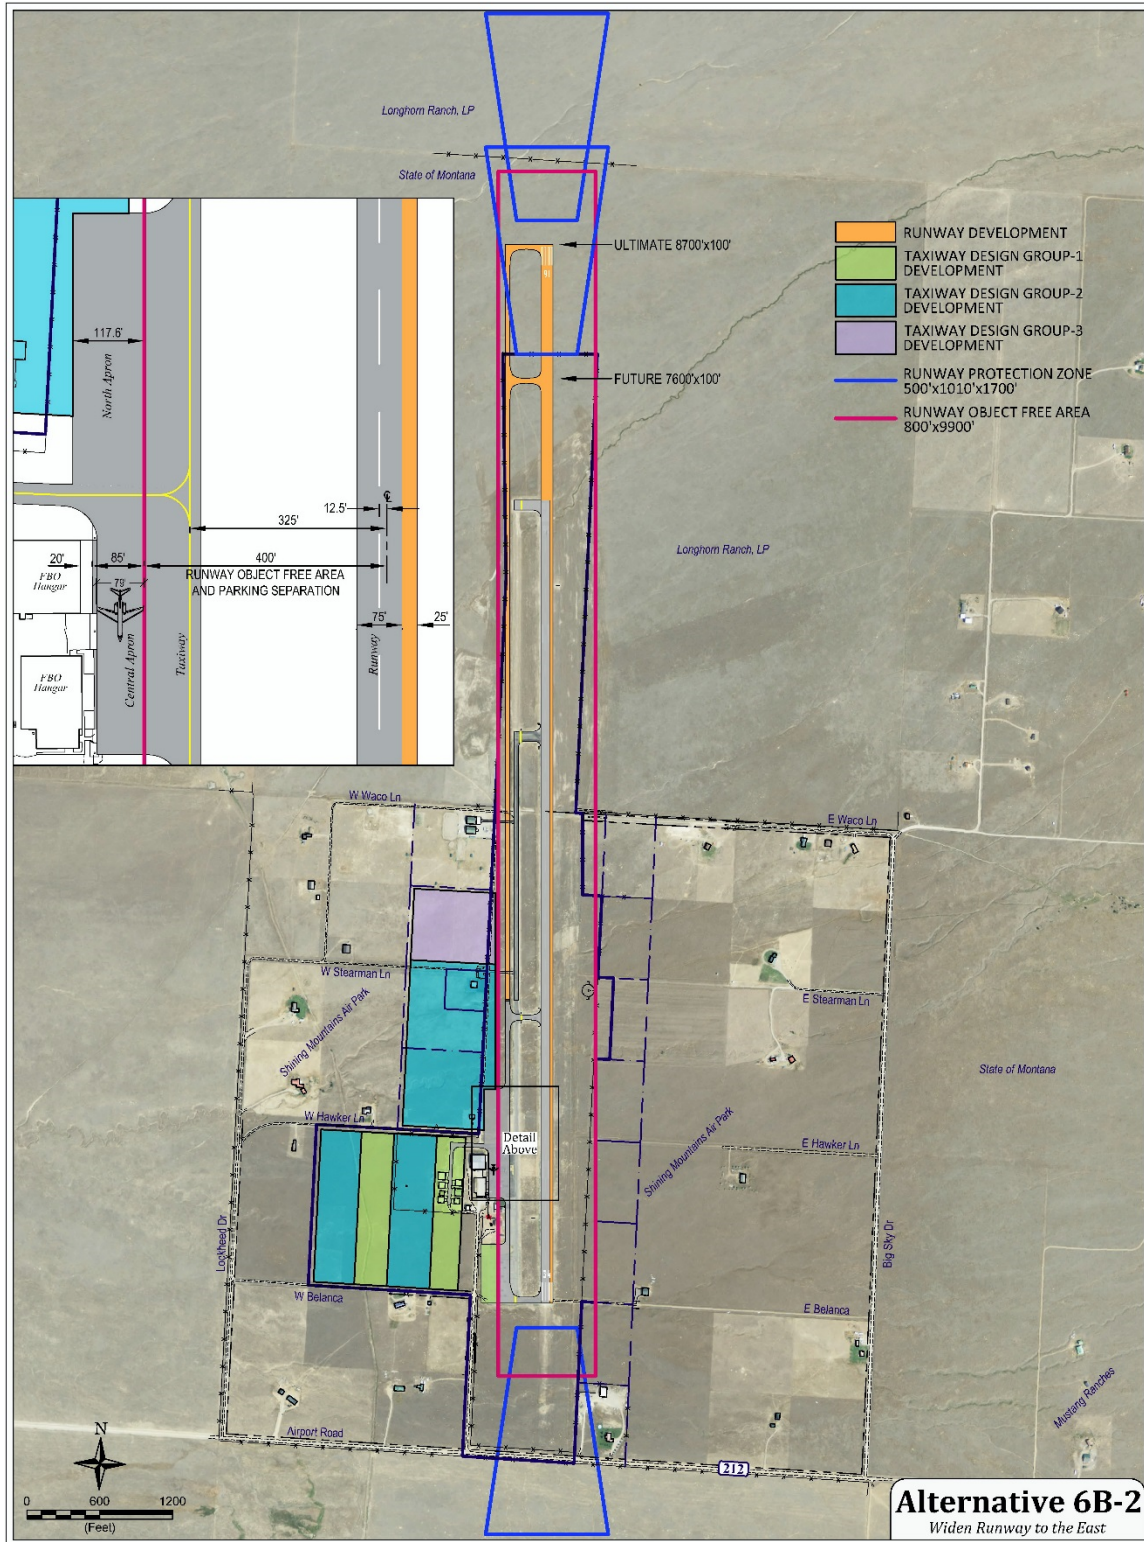 Longhorn Ranch, LP
State of Montana
ULTIMATE 8700'x100'
FUTURE 7600'x100'
RUNWAY DEVELOPMENT
TAXIWAY DESIGN GROUP-1
DEVELOPMENT
TAXIWAY DESIGN GROUP-2
DEVELOPMENT
TAXIWAY DESIGN GROUP-3
DEVELOPMENT
RUNWAY PROTECTION ZONE
500'x1010'x1700'
RUNWAY OBJECT FREE AREA
800'x9900'
117.6'
North Apron
12.5'
325'
400'
RUNWAY OBJECT FREE AREA
AND PARKING SEPARATION
20'
85'
79'
FBO
Hangar
75'
25'
FBO
Hangar
Central Apron
Taxiway
Runway
Longhorn Ranch, LP
W Waco Ln
E Waco Ln
W Stearman Ln
E Stearman Ln
Shining Mountains Air Park
State of Montana
W Hawker Ln
E Hawker Ln
Detail
Above
Shining Mountains Air Park
Lockheed Dr
Big Sky Dr
W Belanca
E Belanca
Mustang Ranches
Airport Road
212
N
0 600 1200
(Feet)
Alternative 6B-2
Widen Runway to the East